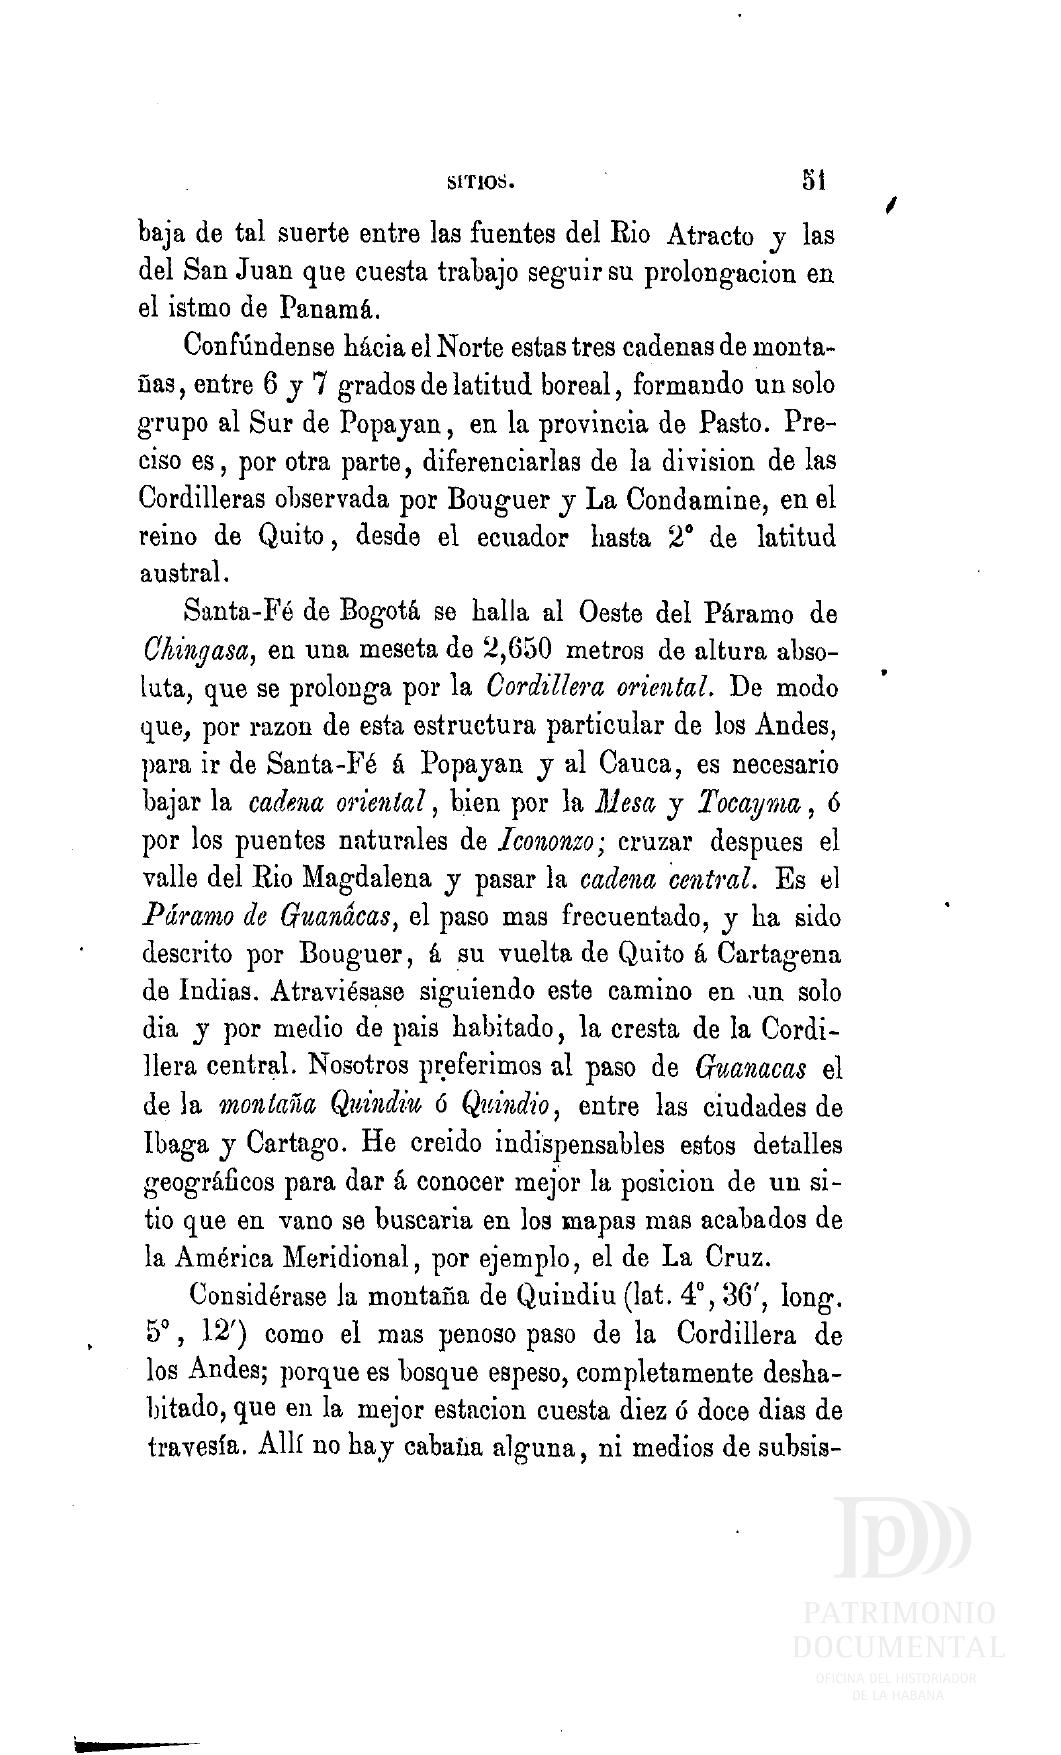 SITIOS. 51
baja de tal suerte entre las fuentes del Rio Atracto y las
del San Juan que cuesta trabajo seguir su prolongacion en
el istmo de Panamá.
Confúndense hácia el Norte estas tres cadenas de monta-
ñas, entre 6 y 7 grados de latitud boreal, formando un solo
grupo al Sur de Popayan, en la provincia de Pasto. Pre-
ciso es, por otra parte, diferenciarlas de la division de las
Cordilleras observada por Bouguer y La Condamine, en el
reino de Quito, desde el ecuador hasta 2° de latitud
austral.
Santa-Fé de Bogotá se halla al Oeste del Páramo de
Chingasa, en una meseta de 2,650 metros de altura abso-
luta, que se prolonga por la Cordillera oriental. De modo
que, por razon de esta estructura particular de los Andes,
para ir de Santa-Fé á Popayan y al Cauca, es necesario
bajar la cadena oriental, bien por la Mesa y Tocayma, ó
por los puentes naturales de Icononzo; cruzar despues el
valle del Rio Magdalena y pasar la cadena central. Es el
Páramo de Guanácas, el paso mas frecuentado, y ha sido
descrito por Bouguer, á su vuelta de Quito á Cartagena
de Indias. Atraviésase siguiendo este camino en un solo
dia y por medio de pais habitado, la cresta de la Cordi-
llera central. Nosotros preferimos al paso de Guanacas el
de la montaña Quindiu ó Quindio, entre las ciudades de
Ibaga y Cartago. He creido indispensables estos detalles
geográficos para dar á conocer mejor la posicion de un si-
tio que en vano se buscaria en los mapas mas acabados de
la América Meridional, por ejemplo, el de La Cruz.
Considérase la montaña de Quindiu (lat. 4°, 36', long.
5°, 12') como el mas penoso paso de la Cordillera de
los Andes; porque es bosque espeso, completamente desha-
bitado, que en la mejor estacion cuesta diez ó doce dias de
travesía. Allí no hay cabaña alguna, ni medios de subsis-
PATRIMONIO
DOCUMENTAL
OFICINA DEL HISTORIADOR
DE LA HABANA